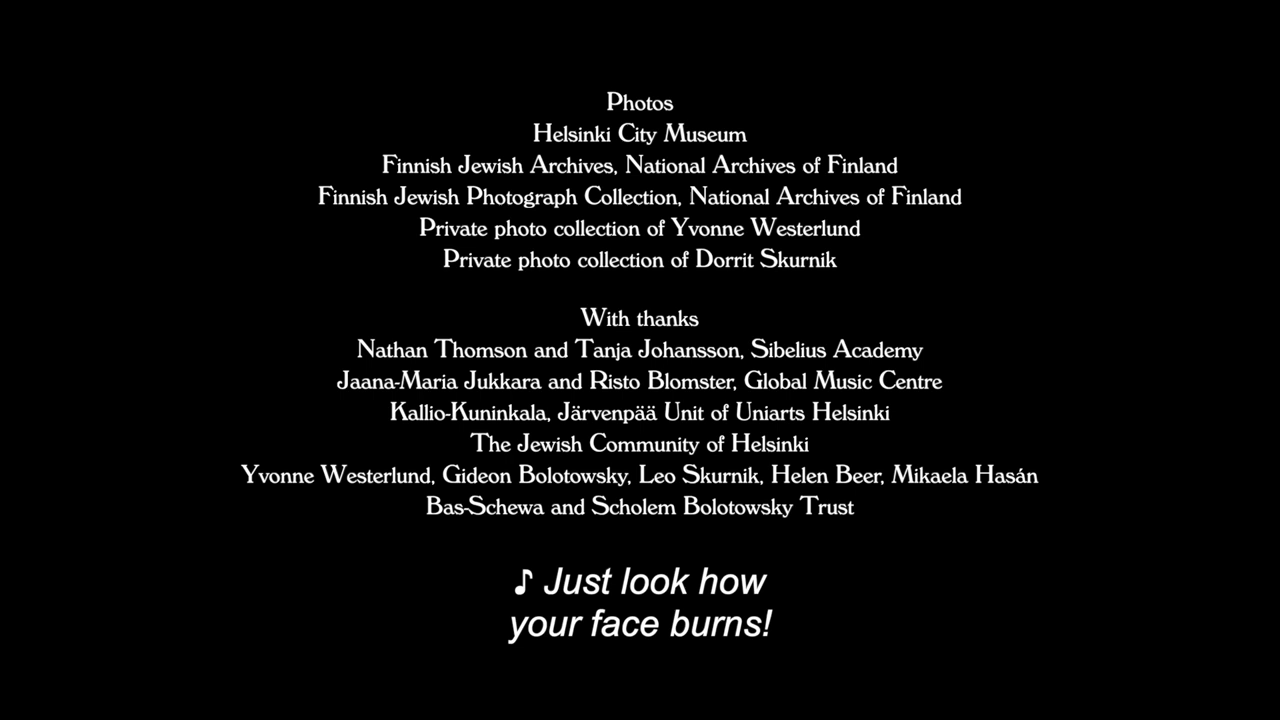 Photos
Helsinki City Museum
Finnish Jewish Archives, National Archives of Finland
Finnish Jewish Photograph Collection, National Archives of Finland
Private photo collection of Yvonne Westerlund
Private photo collection of Dorrit Skurnik
With thanks
Nathan Thomson and Tanja Johansson, Sibelius Academy
Jaana-Maria Jukkara and Risto Blomster, Global Music Centre
Kallio-Kuninkala, Järvenpää Unit of Uniarts Helsinki
The Jewish Community of Helsinki
Yvonne Westerlund, Gideon Bolotowsky, Leo Skurnik, Helen Beer, Mikaela Hasán
Bas-Schewa and Scholem Bolotowsky Trust
♪ Just look how
your face burns!